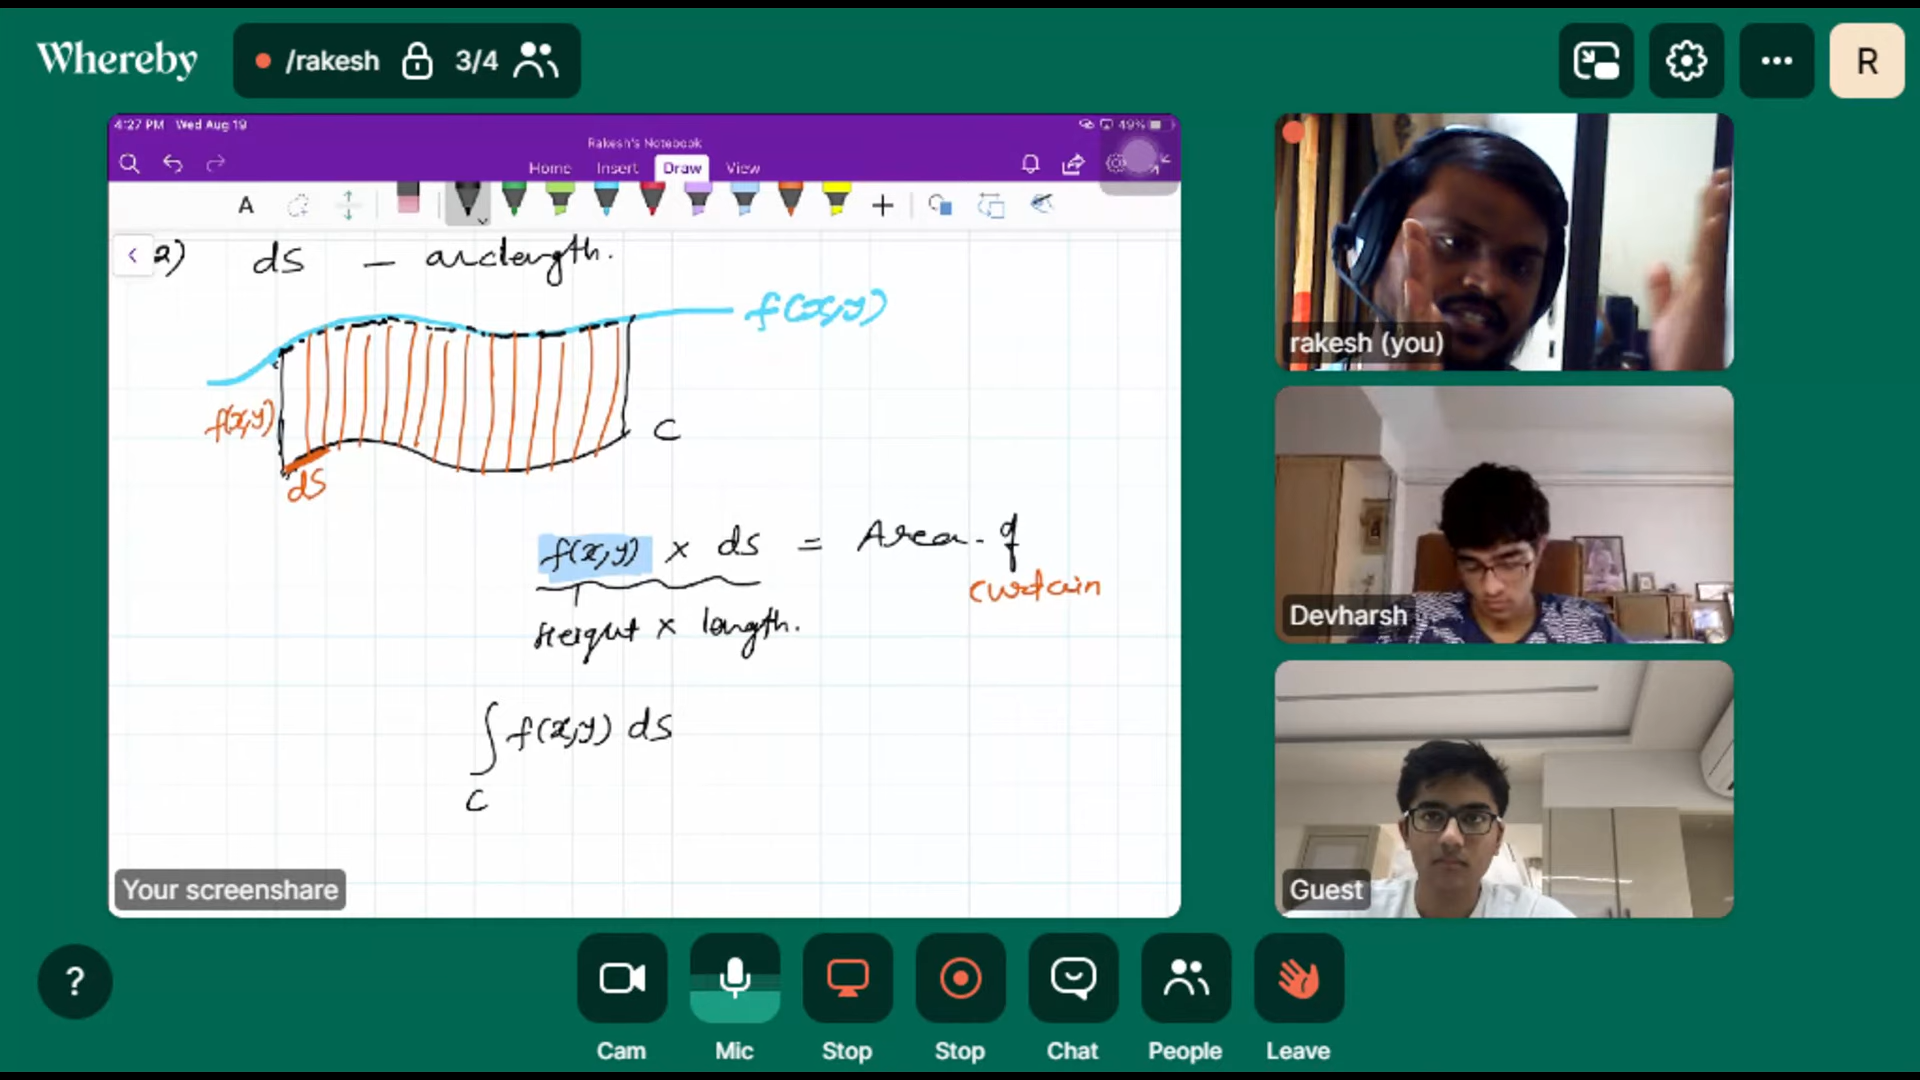 Whereby
/rakesh 3/4
R
4:27 PM Wed Aug 19
49%
Rakesh's Notebook
Home Insert Draw View
A
2) ds – arclength.
f(x,y)
f(x,y)
C
ds
f(x,y) × ds = Area of
curtain
Height × length.
∫ f(x,y) ds
C
Your screenshare
rakesh (you)
Devharsh
Guest
?
Cam Mic Stop Stop Chat People Leave